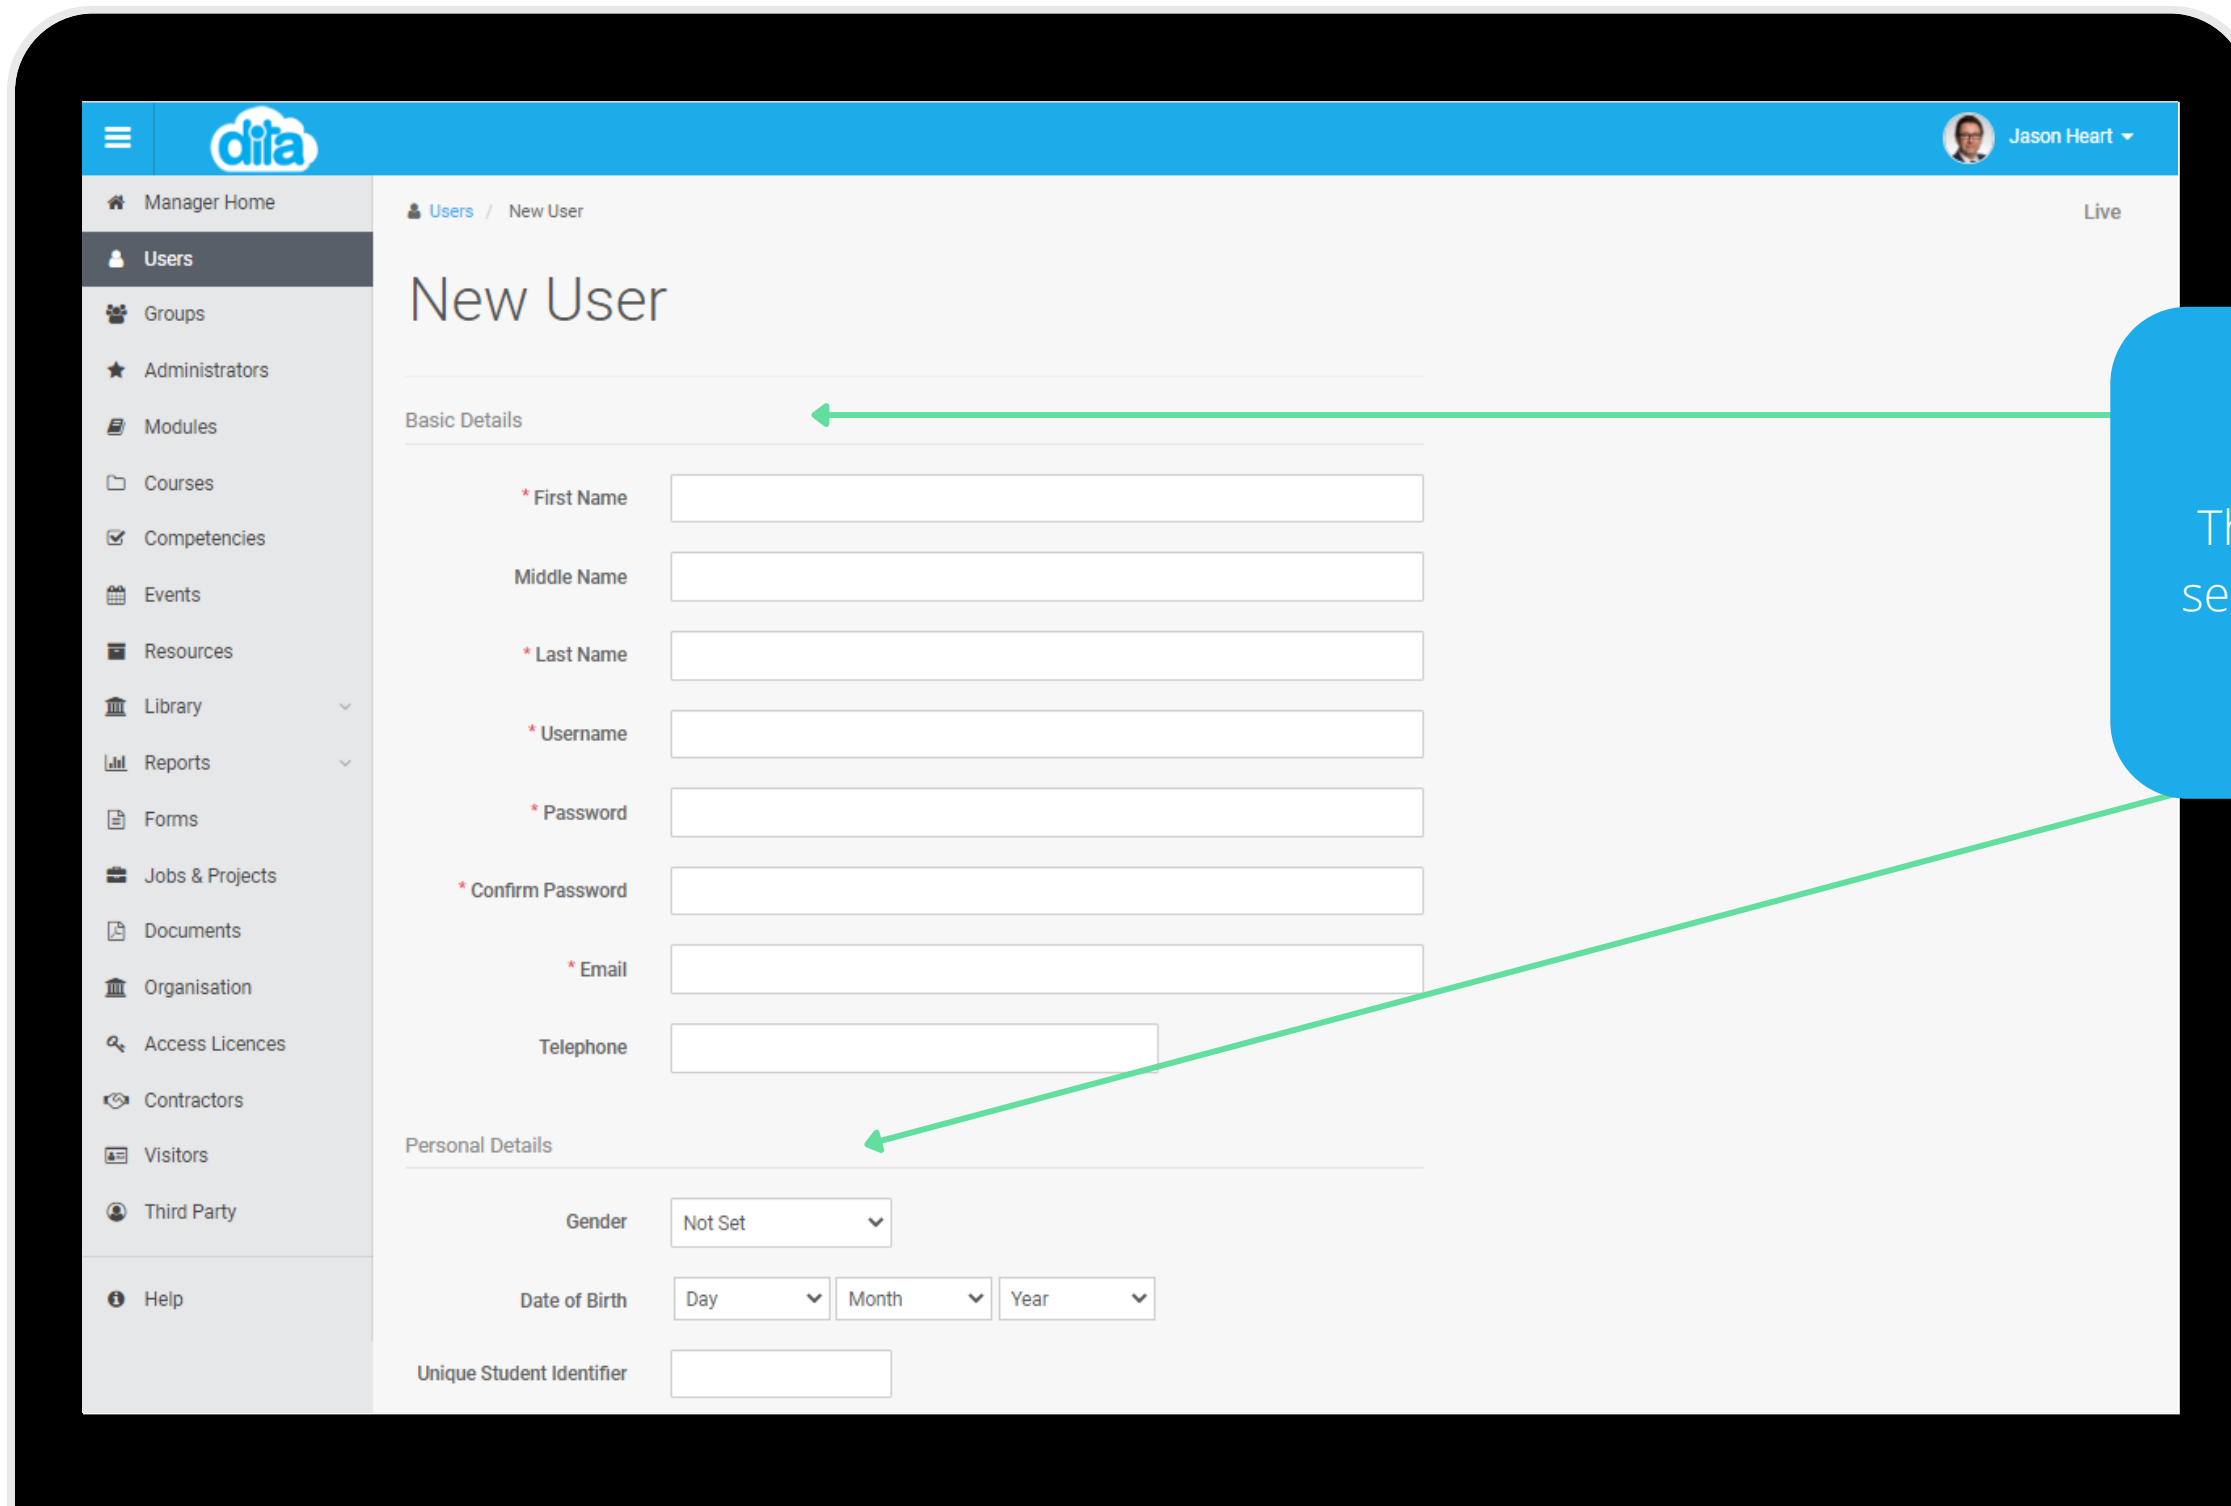 dita
Jason Heart
Manager Home
Users
Groups
Administrators
Modules
Courses
Competencies
Events
Resources
Library
Reports
Forms
Jobs & Projects
Documents
Organisation
Access Licences
Contractors
Visitors
Third Party
Help
Users / New User
Live
New User
Basic Details
* First Name
Middle Name
* Last Name
* Username
* Password
* Confirm Password
* Email
Telephone
Personal Details
Gender Not Set
Date of Birth Day Month Year
Unique Student Identifier